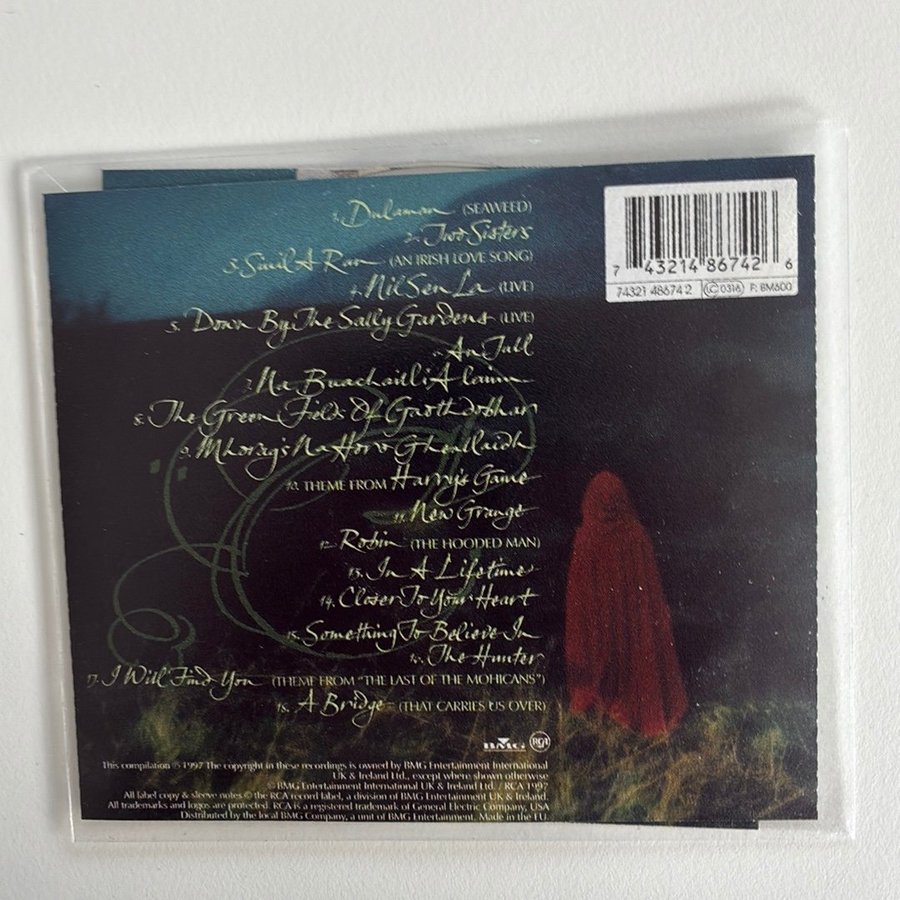 1. Dulaman (SEAWEED)
2. Two Sisters
3. Siuil A Ran (AN IRISH LOVE SONG)
4. Nil Sen La (LIVE)
5. Down By The Sally Gardens (LIVE)
6. An Tull
7. Na Buachailli Alainn
8. The Green Fields Of Gaothdobhair
9. Mhorag's Na Horo Gheallaidh
10. THEME FROM Harry's Game
11. New Grange
12. Robin (THE HOODED MAN)
13. In A Lifetime
14. Closer To Your Heart
15. Something To Believe In
16. The Hunter
17. I Will Find You (THEME FROM "THE LAST OF THE MOHICANS")
18. A Bridge (THAT CARRIES US OVER)
7 43214 86742 6
74321 48674 2 LC 0316 F: BM600
BMG RCA
This compilation ℗ 1997 The copyright in these recordings is owned by BMG Entertainment International
UK & Ireland Ltd., except where shown otherwise
© BMG Entertainment International UK & Ireland Ltd. / RCA 1997
All label copy & sleeve notes © the RCA record label, a division of BMG Entertainment UK & Ireland
All trademarks and logos are protected. RCA is a registered trademark of General Electric Company, USA
Distributed by the local BMG Company, a unit of BMG Entertainment. Made in the EU.